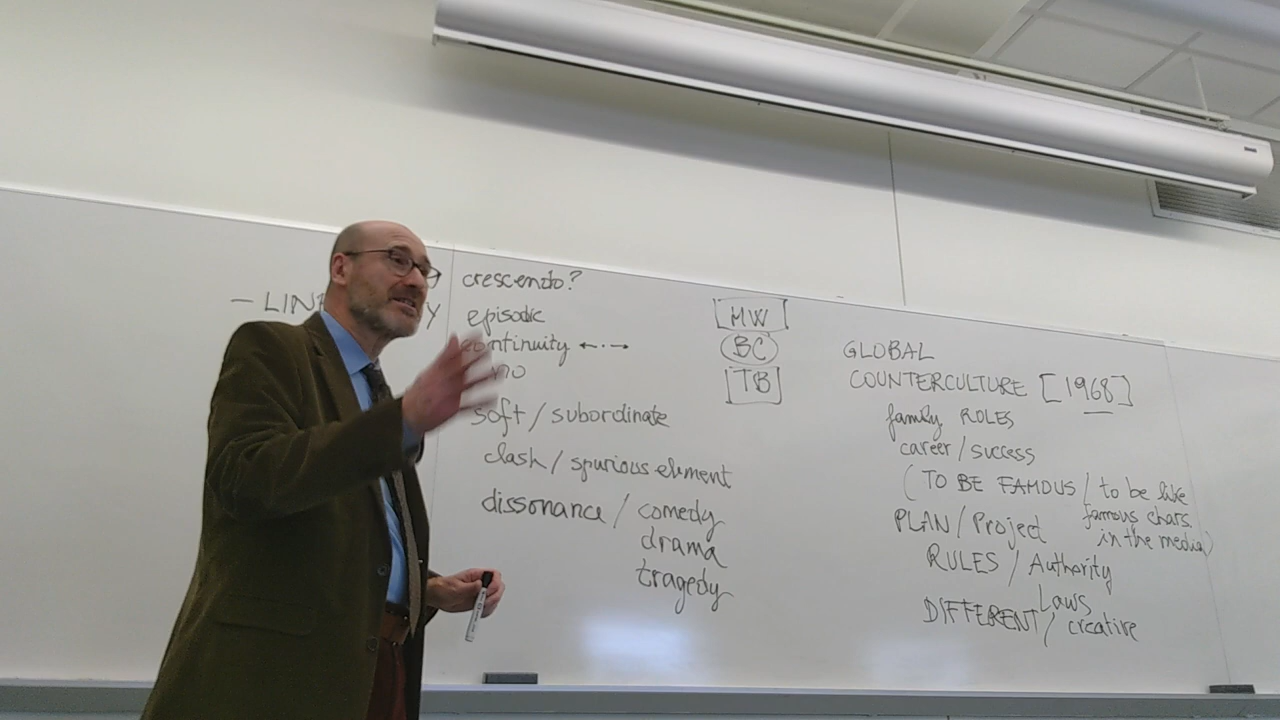 crescendo?
– LIN Y episodic
continuity
no
soft / subordinate
clash / spurious element
dissonance / comedy
drama
tragedy
MW
BC
TB
GLOBAL
COUNTERCULTURE [1968]
family ROLES
career / success
(TO BE FAMOUS / to be like
famous chars.
in the media)
PLAN / Project
RULES / Authority
Laws
DIFFERENT / creative